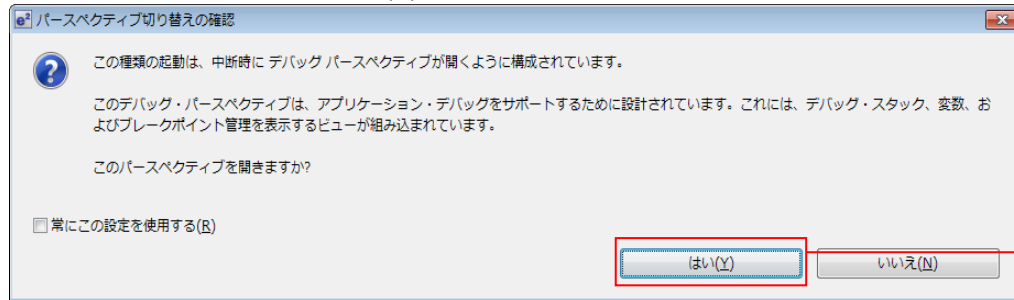 e² パースペクティブ切り替えの確認
この種類の起動は、中断時に デバッグ パースペクティブが開くように構成されています。
このデバッグ・パースペクティブは、アプリケーション・デバッグをサポートするために設計されています。これには、デバッグ・スタック、変数、お
よびブレークポイント管理を表示するビューが組み込まれています。
このパースペクティブを開きますか?
常にこの設定を使用する(R)
はい(Y)
いいえ(N)